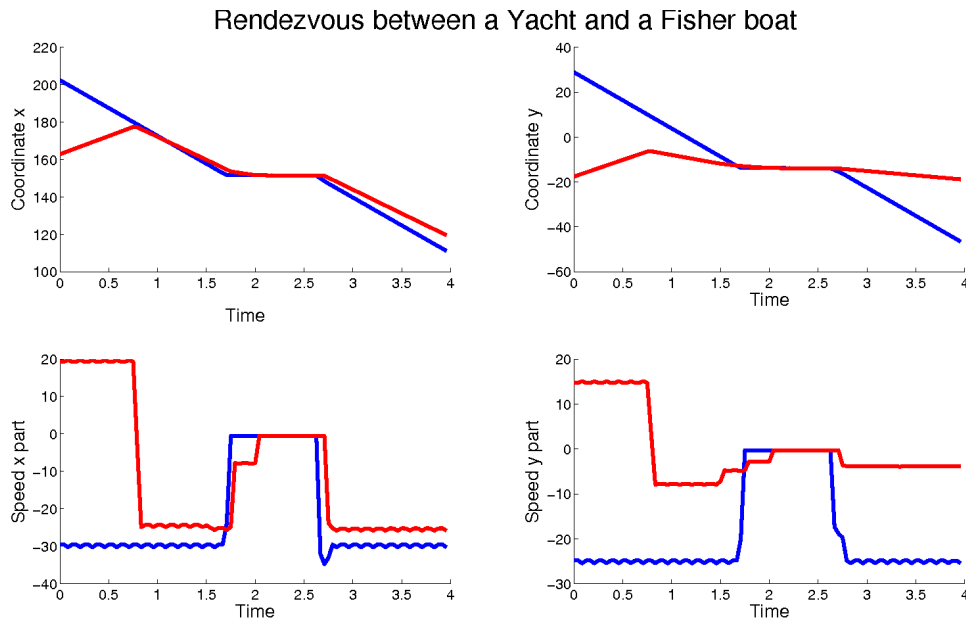 Rendezvous between a Yacht and a Fisher boat
Coordinate x
220
200
180
160
140
120
100
0 0.5 1 1.5 2 2.5 3 3.5 4
Time
Coordinate y
40
20
0
−20
−40
−60
0 0.5 1 1.5 2 2.5 3 3.5 4
Time
Speed x part
20
10
0
−10
−20
−30
−40
0 0.5 1 1.5 2 2.5 3 3.5 4
Time
Speed y part
20
10
0
−10
−20
−30
0 0.5 1 1.5 2 2.5 3 3.5 4
Time